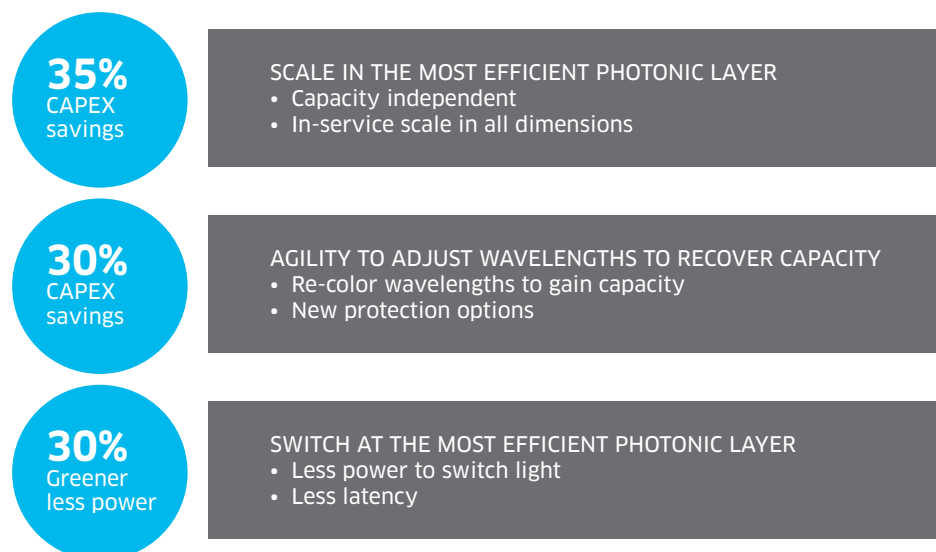 35%
CAPEX
savings
SCALE IN THE MOST EFFICIENT PHOTONIC LAYER
• Capacity independent
• In-service scale in all dimensions
30%
CAPEX
savings
AGILITY TO ADJUST WAVELENGTHS TO RECOVER CAPACITY
• Re-color wavelengths to gain capacity
• New protection options
30%
Greener
less power
SWITCH AT THE MOST EFFICIENT PHOTONIC LAYER
• Less power to switch light
• Less latency